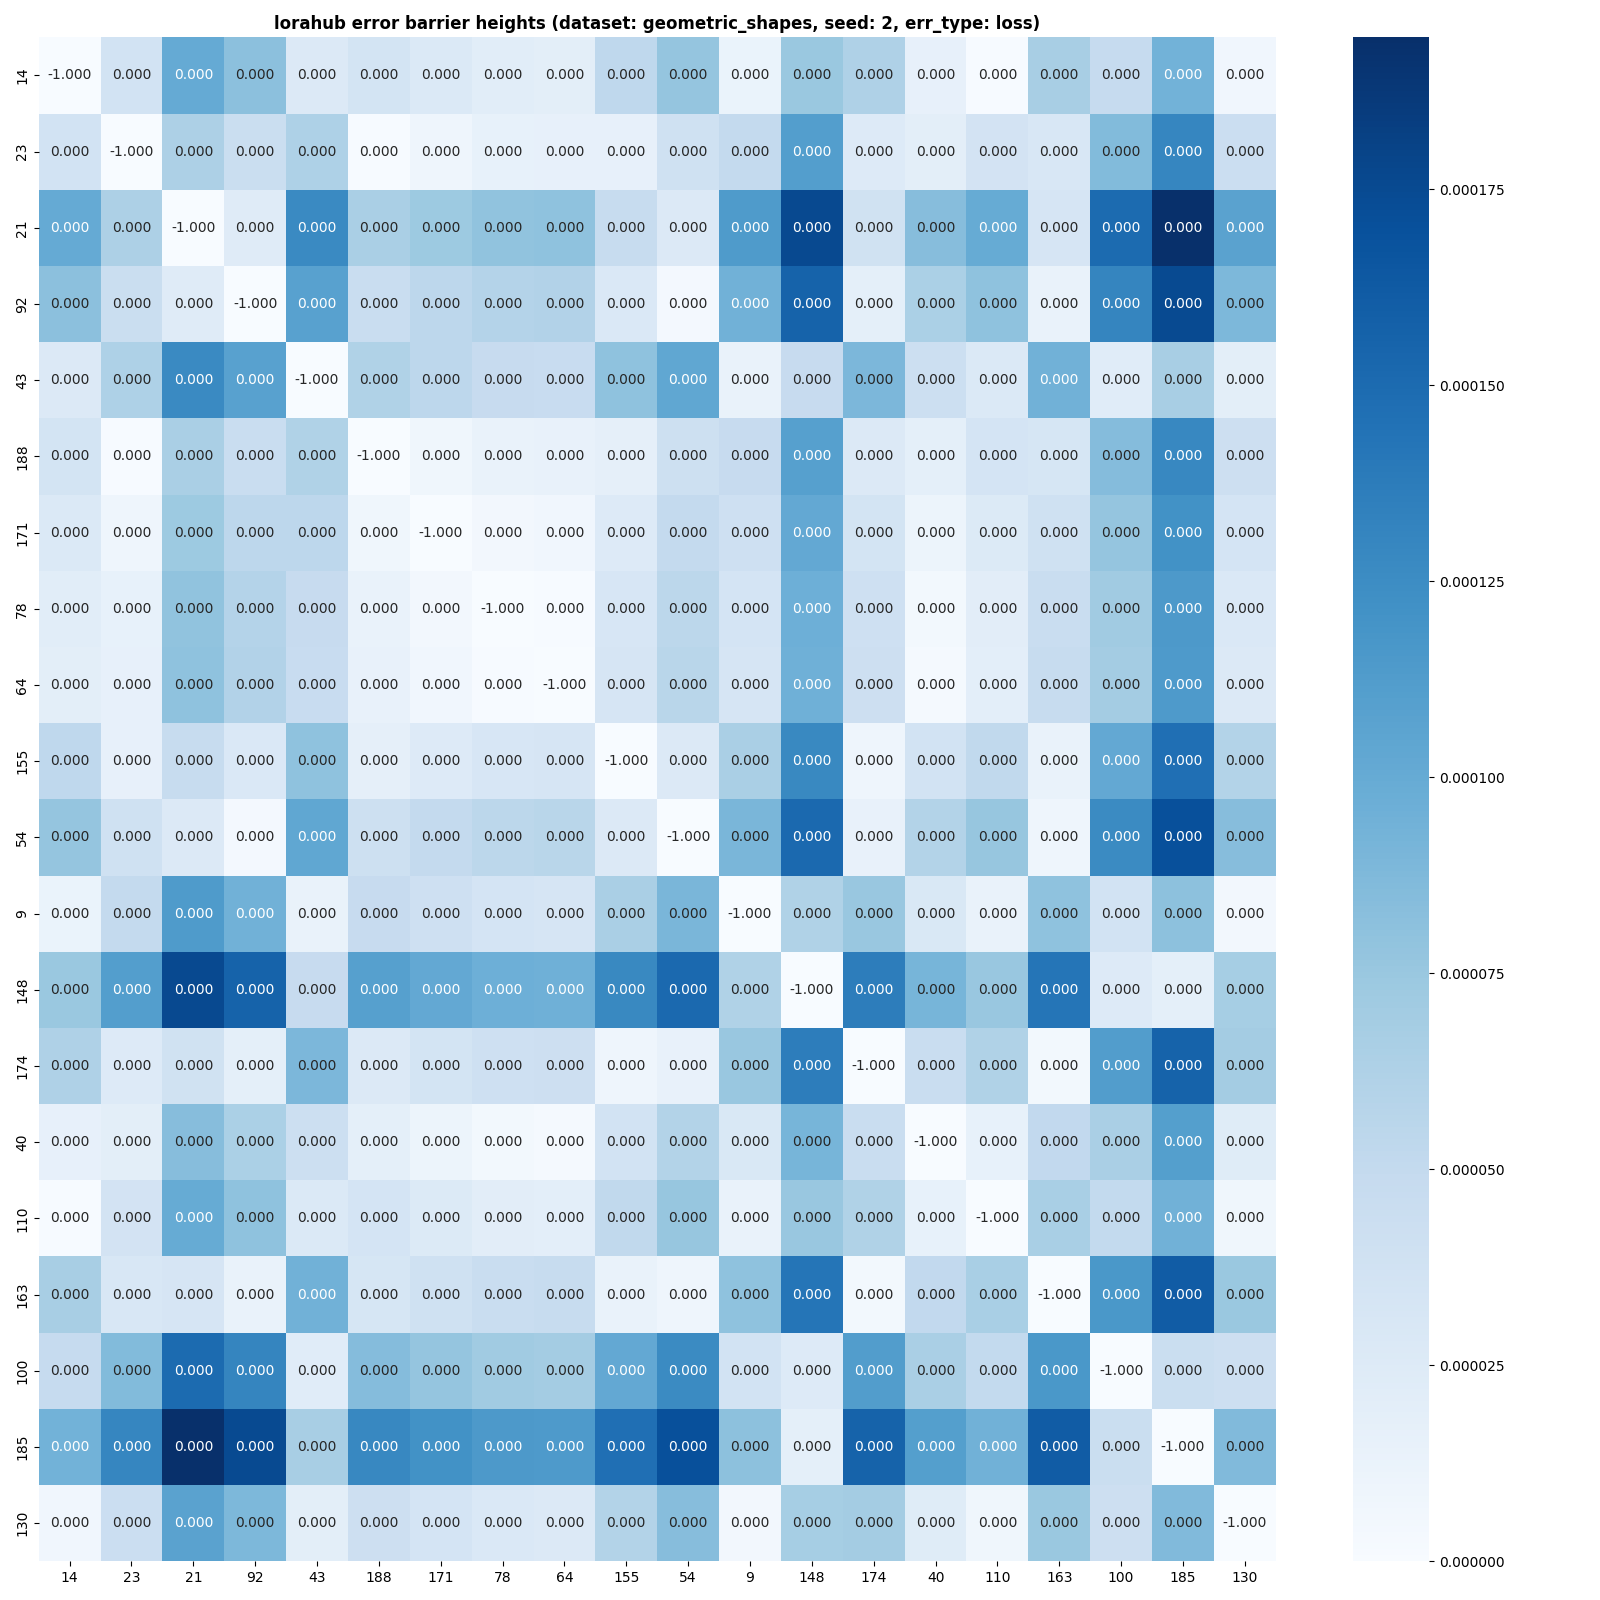 lorahub error barrier heights (dataset: geometric_shapes, seed: 2, err_type: loss)
14 -1.000 0.000 0.000 0.000 0.000 0.000 0.000 0.000 0.000 0.000 0.000 0.000 0.000 0.000 0.000 0.000 0.000 0.000 0.000 0.000
23 0.000 -1.000 0.000 0.000 0.000 0.000 0.000 0.000 0.000 0.000 0.000 0.000 0.000 0.000 0.000 0.000 0.000 0.000 0.000 0.000
21 0.000 0.000 -1.000 0.000 0.000 0.000 0.000 0.000 0.000 0.000 0.000 0.000 0.000 0.000 0.000 0.000 0.000 0.000 0.000 0.000
92 0.000 0.000 0.000 -1.000 0.000 0.000 0.000 0.000 0.000 0.000 0.000 0.000 0.000 0.000 0.000 0.000 0.000 0.000 0.000 0.000
43 0.000 0.000 0.000 0.000 -1.000 0.000 0.000 0.000 0.000 0.000 0.000 0.000 0.000 0.000 0.000 0.000 0.000 0.000 0.000 0.000
188 0.000 0.000 0.000 0.000 0.000 -1.000 0.000 0.000 0.000 0.000 0.000 0.000 0.000 0.000 0.000 0.000 0.000 0.000 0.000 0.000
171 0.000 0.000 0.000 0.000 0.000 0.000 -1.000 0.000 0.000 0.000 0.000 0.000 0.000 0.000 0.000 0.000 0.000 0.000 0.000 0.000
78 0.000 0.000 0.000 0.000 0.000 0.000 0.000 -1.000 0.000 0.000 0.000 0.000 0.000 0.000 0.000 0.000 0.000 0.000 0.000 0.000
64 0.000 0.000 0.000 0.000 0.000 0.000 0.000 0.000 -1.000 0.000 0.000 0.000 0.000 0.000 0.000 0.000 0.000 0.000 0.000 0.000
155 0.000 0.000 0.000 0.000 0.000 0.000 0.000 0.000 0.000 -1.000 0.000 0.000 0.000 0.000 0.000 0.000 0.000 0.000 0.000 0.000
54 0.000 0.000 0.000 0.000 0.000 0.000 0.000 0.000 0.000 0.000 -1.000 0.000 0.000 0.000 0.000 0.000 0.000 0.000 0.000 0.000
9 0.000 0.000 0.000 0.000 0.000 0.000 0.000 0.000 0.000 0.000 0.000 -1.000 0.000 0.000 0.000 0.000 0.000 0.000 0.000 0.000
148 0.000 0.000 0.000 0.000 0.000 0.000 0.000 0.000 0.000 0.000 0.000 0.000 -1.000 0.000 0.000 0.000 0.000 0.000 0.000 0.000
174 0.000 0.000 0.000 0.000 0.000 0.000 0.000 0.000 0.000 0.000 0.000 0.000 0.000 -1.000 0.000 0.000 0.000 0.000 0.000 0.000
40 0.000 0.000 0.000 0.000 0.000 0.000 0.000 0.000 0.000 0.000 0.000 0.000 0.000 0.000 -1.000 0.000 0.000 0.000 0.000 0.000
110 0.000 0.000 0.000 0.000 0.000 0.000 0.000 0.000 0.000 0.000 0.000 0.000 0.000 0.000 0.000 -1.000 0.000 0.000 0.000 0.000
163 0.000 0.000 0.000 0.000 0.000 0.000 0.000 0.000 0.000 0.000 0.000 0.000 0.000 0.000 0.000 0.000 -1.000 0.000 0.000 0.000
100 0.000 0.000 0.000 0.000 0.000 0.000 0.000 0.000 0.000 0.000 0.000 0.000 0.000 0.000 0.000 0.000 0.000 -1.000 0.000 0.000
185 0.000 0.000 0.000 0.000 0.000 0.000 0.000 0.000 0.000 0.000 0.000 0.000 0.000 0.000 0.000 0.000 0.000 0.000 -1.000 0.000
130 0.000 0.000 0.000 0.000 0.000 0.000 0.000 0.000 0.000 0.000 0.000 0.000 0.000 0.000 0.000 0.000 0.000 0.000 0.000 -1.000
14 23 21 92 43 188 171 78 64 155 54 9 148 174 40 110 163 100 185 130
0.000175
0.000150
0.000125
0.000100
0.000075
0.000050
0.000025
0.000000